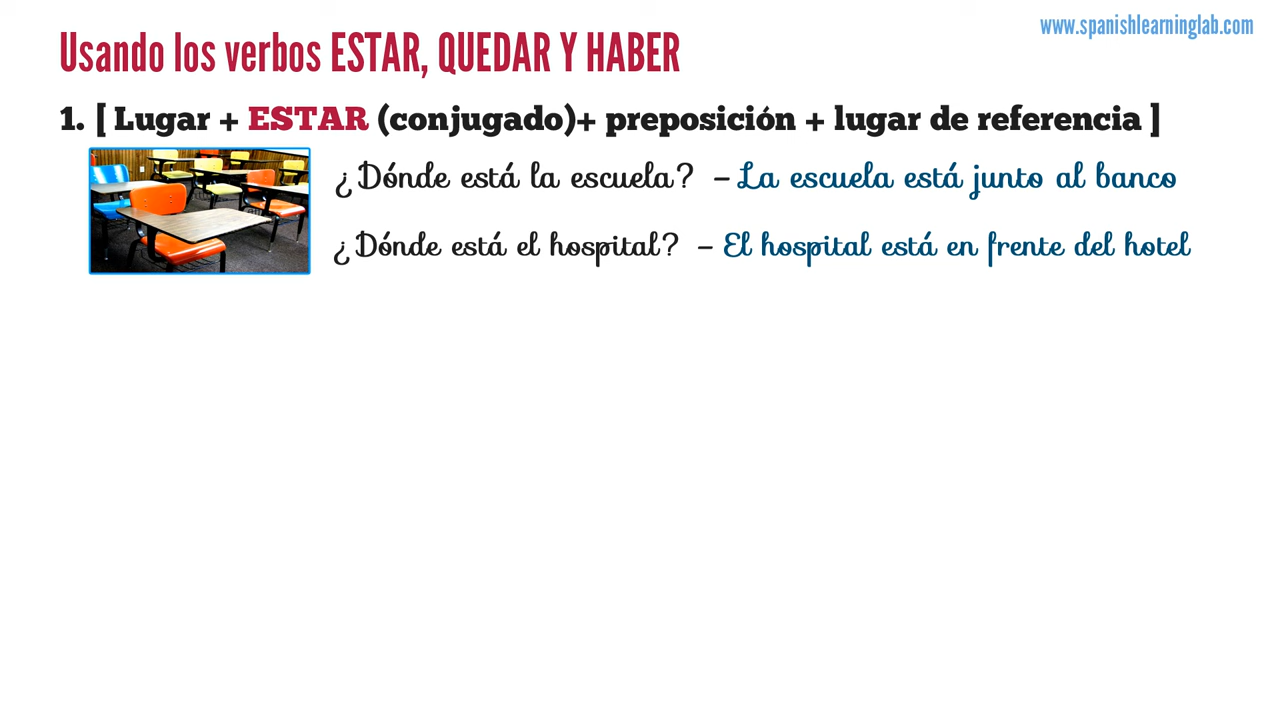 www.spanishlearninglab.com
Usando los verbos ESTAR, QUEDAR Y HABER
1. [ Lugar + ESTAR (conjugado)+ preposición + lugar de referencia ]
¿Dónde está la escuela? – La escuela está junto al banco
¿Dónde está el hospital? – El hospital está en frente del hotel